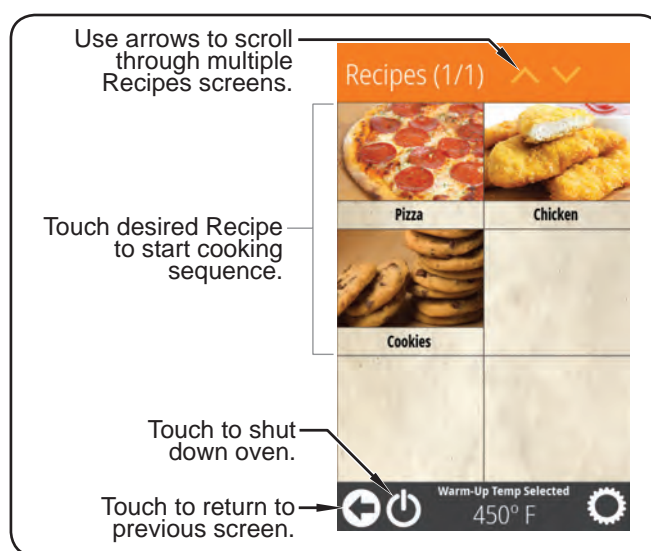 Use arrows to scroll
through multiple
Recipes screens.
Recipes (1/1)
Pizza
Chicken
Touch desired Recipe
to start cooking
sequence.
Cookies
Touch to shut
down oven.
Touch to return to
previous screen.
Warm-Up Temp Selected
450° F